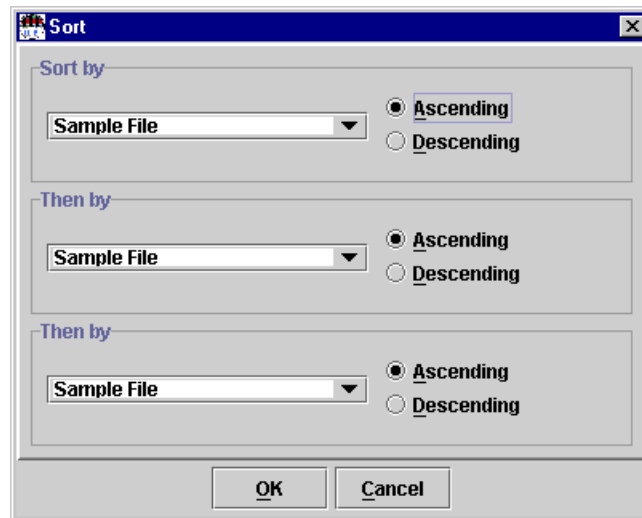 Sort
Sort by
Sample File
Ascending
Descending
Then by
Sample File
Ascending
Descending
Then by
Sample File
Ascending
Descending
OK Cancel